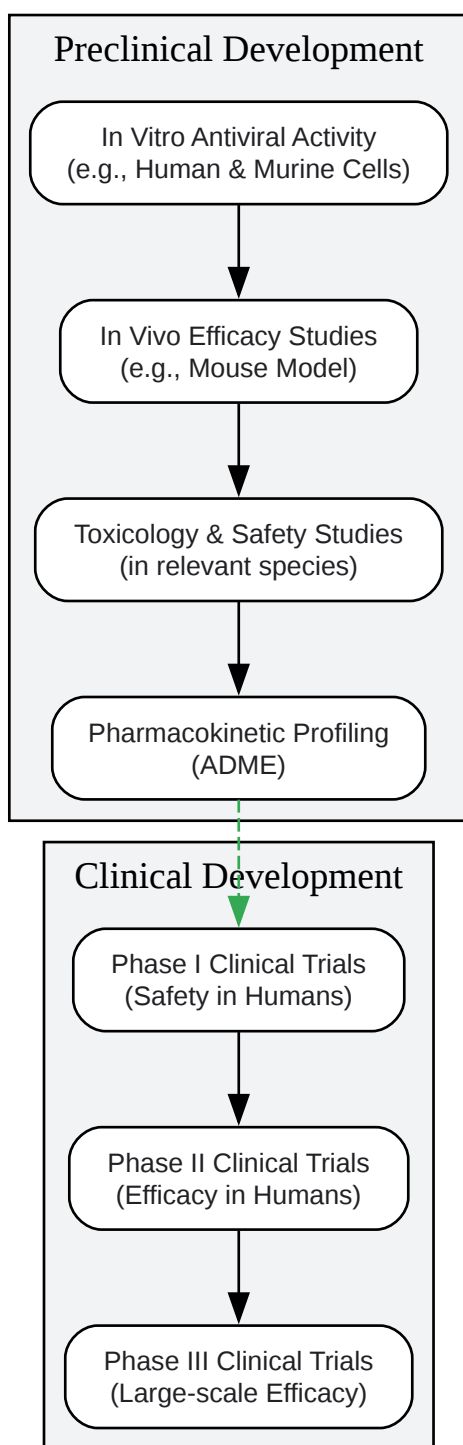 Preclinical Development
In Vitro Antiviral Activity
(e.g., Human & Murine Cells)
In Vivo Efficacy Studies
(e.g., Mouse Model)
Toxicology & Safety Studies
(in relevant species)
Pharmacokinetic Profiling
(ADME)
Clinical Development
Phase I Clinical Trials
(Safety in Humans)
Phase II Clinical Trials
(Efficacy in Humans)
Phase III Clinical Trials
(Large-scale Efficacy)